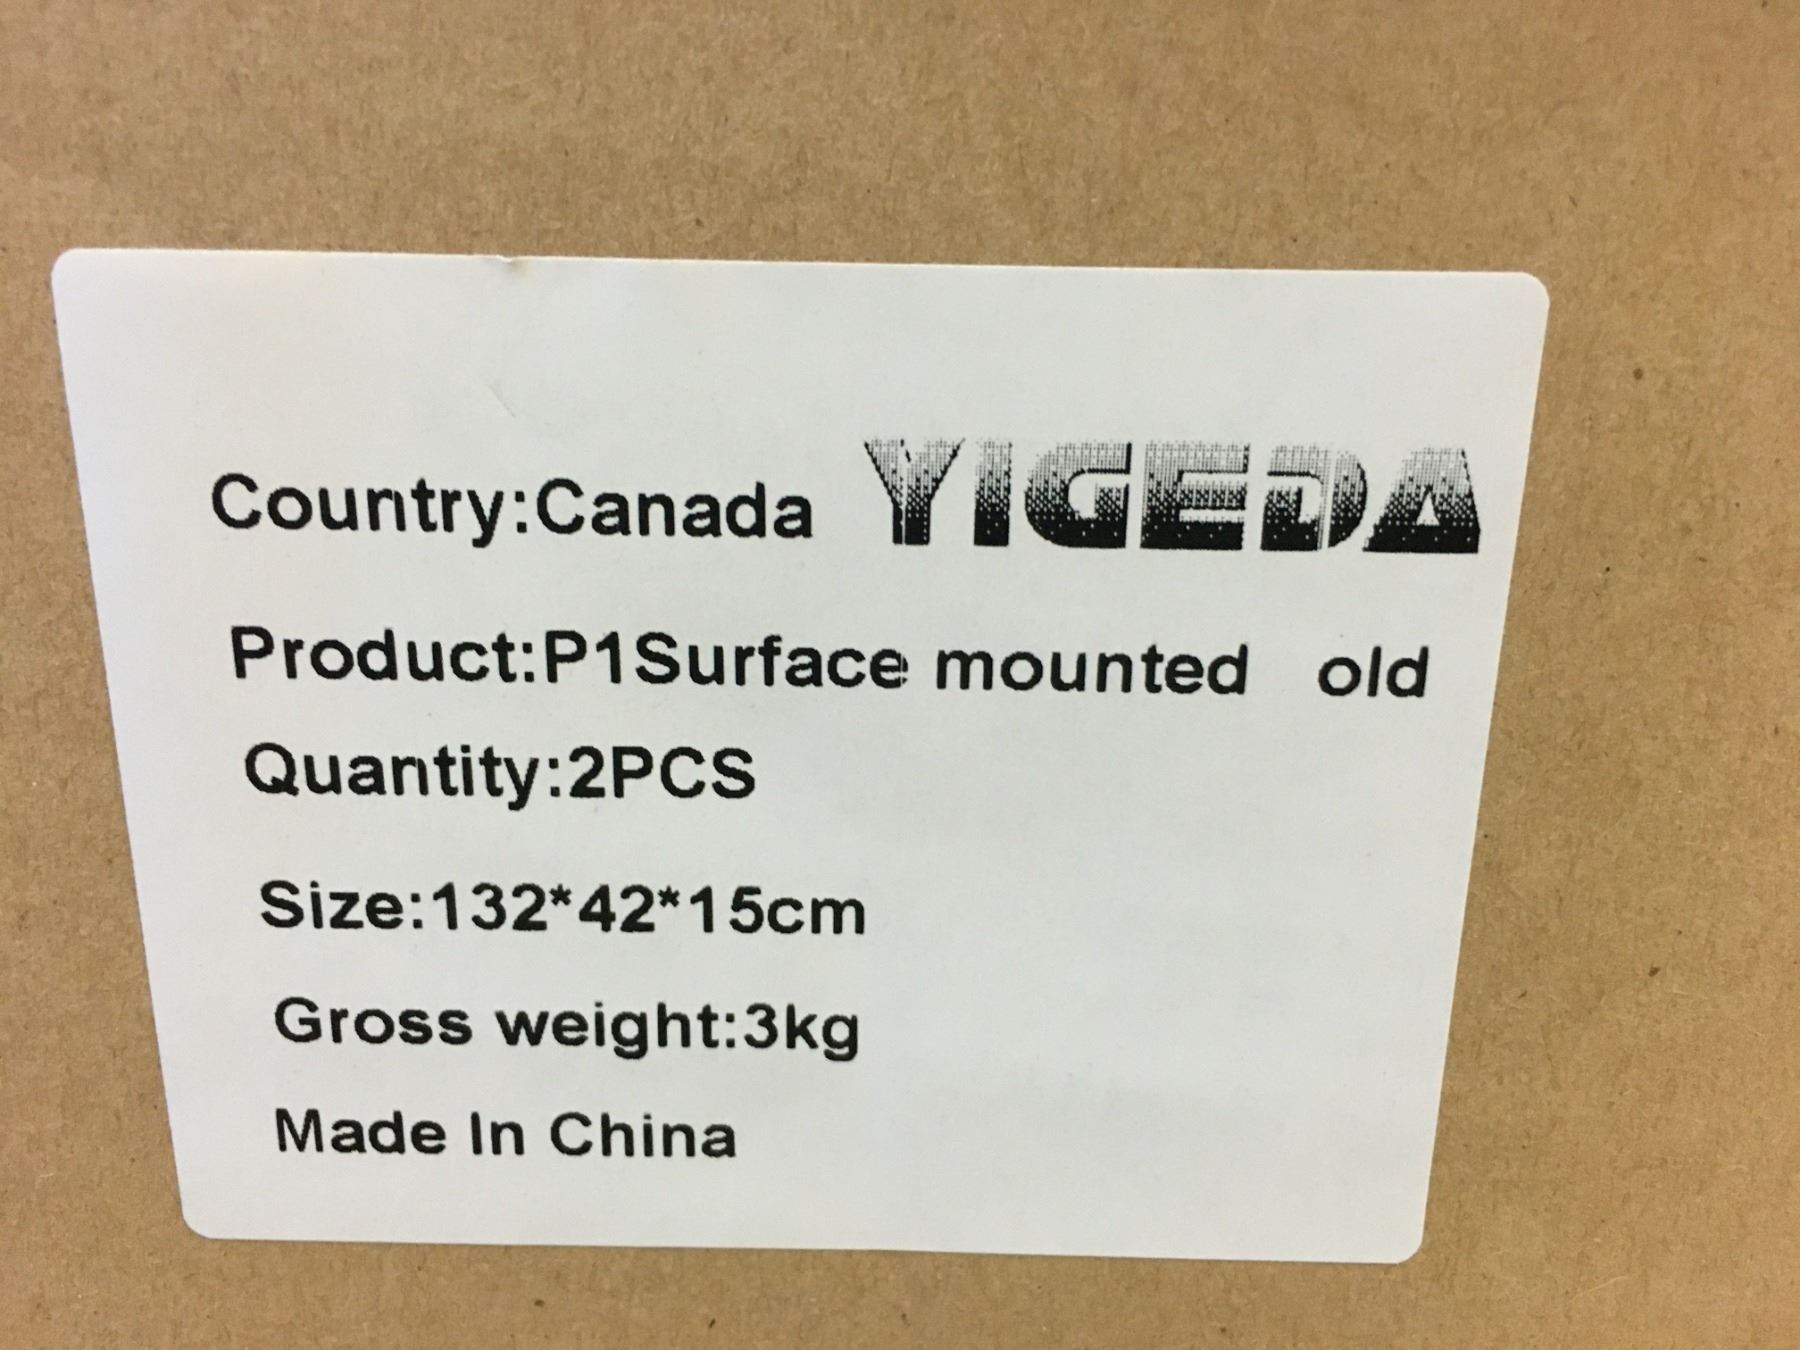 Country:Canada YIGEDA
Product:P1Surface mounted old
Quantity:2PCS
Size:132*42*15cm
Gross weight:3kg
Made In China